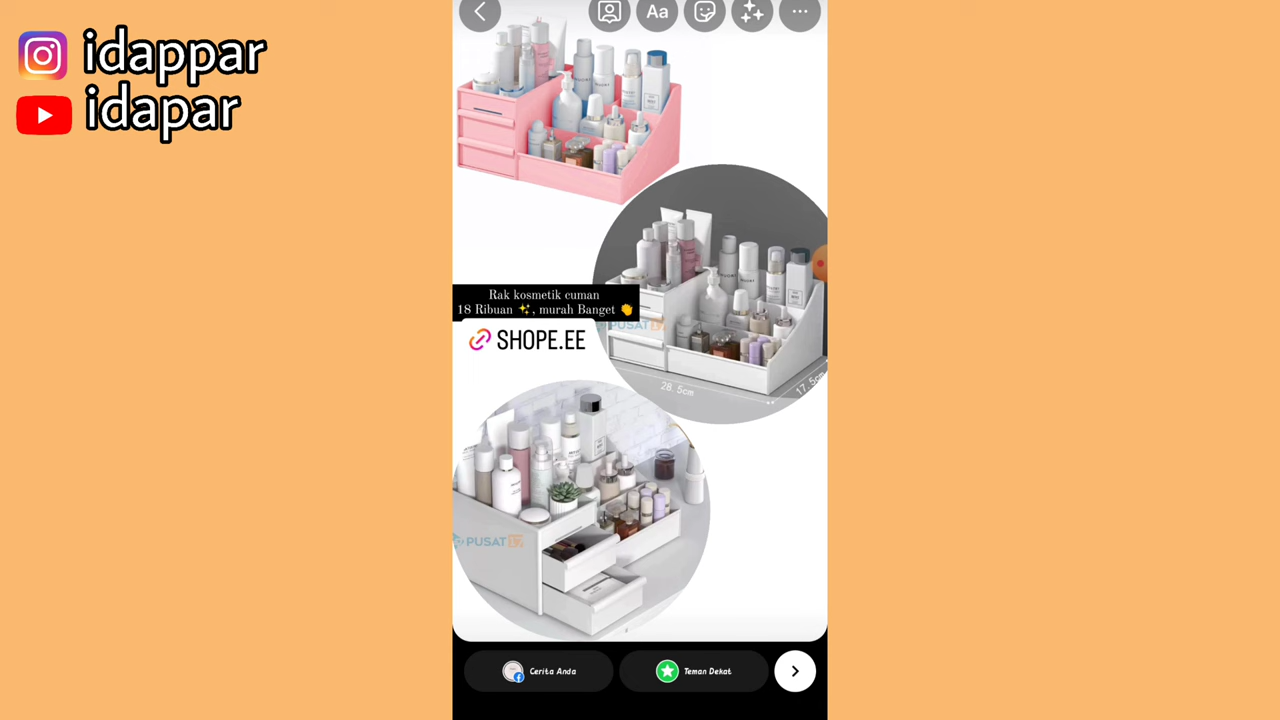 idappar
idapar
Aa
Rak kosmetik cuman
18 Ribuan ✨, murah Banget 👏
SHOPE.EE
PUSAT
28.5cm
17.5cm
PUSAT
Cerita Anda
Teman Dekat